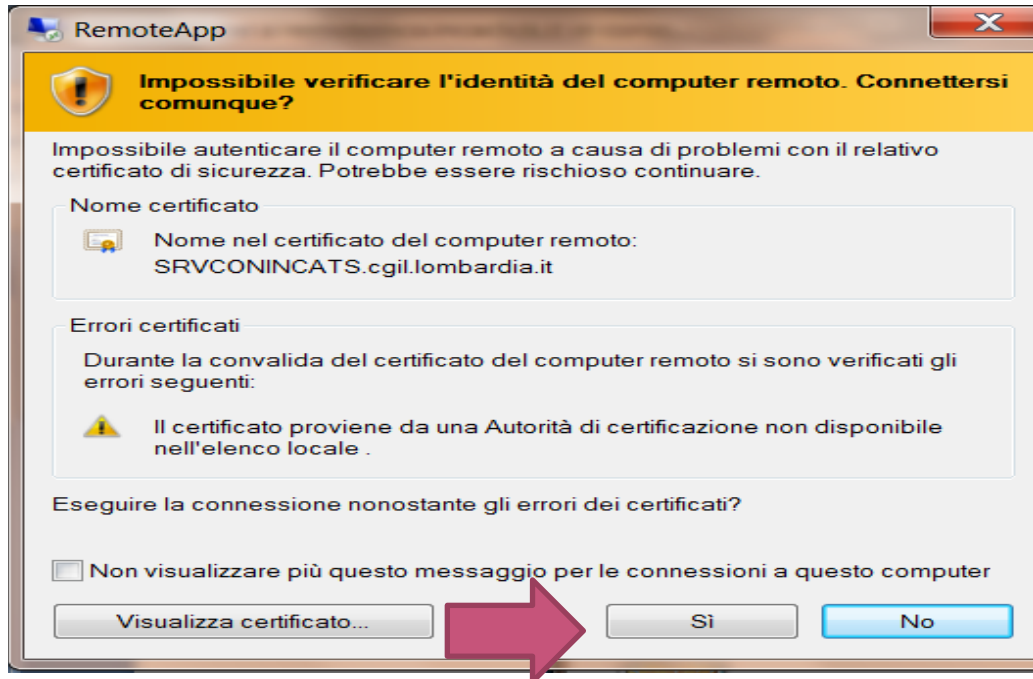 RemoteApp
Impossibile verificare l'identità del computer remoto. Connettersi
comunque?
Impossibile autenticare il computer remoto a causa di problemi con il relativo
certificato di sicurezza. Potrebbe essere rischioso continuare.
Nome certificato
Nome nel certificato del computer remoto:
SRVCONINCATS.cgil.lombardia.it
Errori certificati
Durante la convalida del certificato del computer remoto si sono verificati gli
errori seguenti:
Il certificato proviene da una Autorità di certificazione non disponibile
nell'elenco locale .
Eseguire la connessione nonostante gli errori dei certificati?
Non visualizzare più questo messaggio per le connessioni a questo computer
Visualizza certificato... Sì No